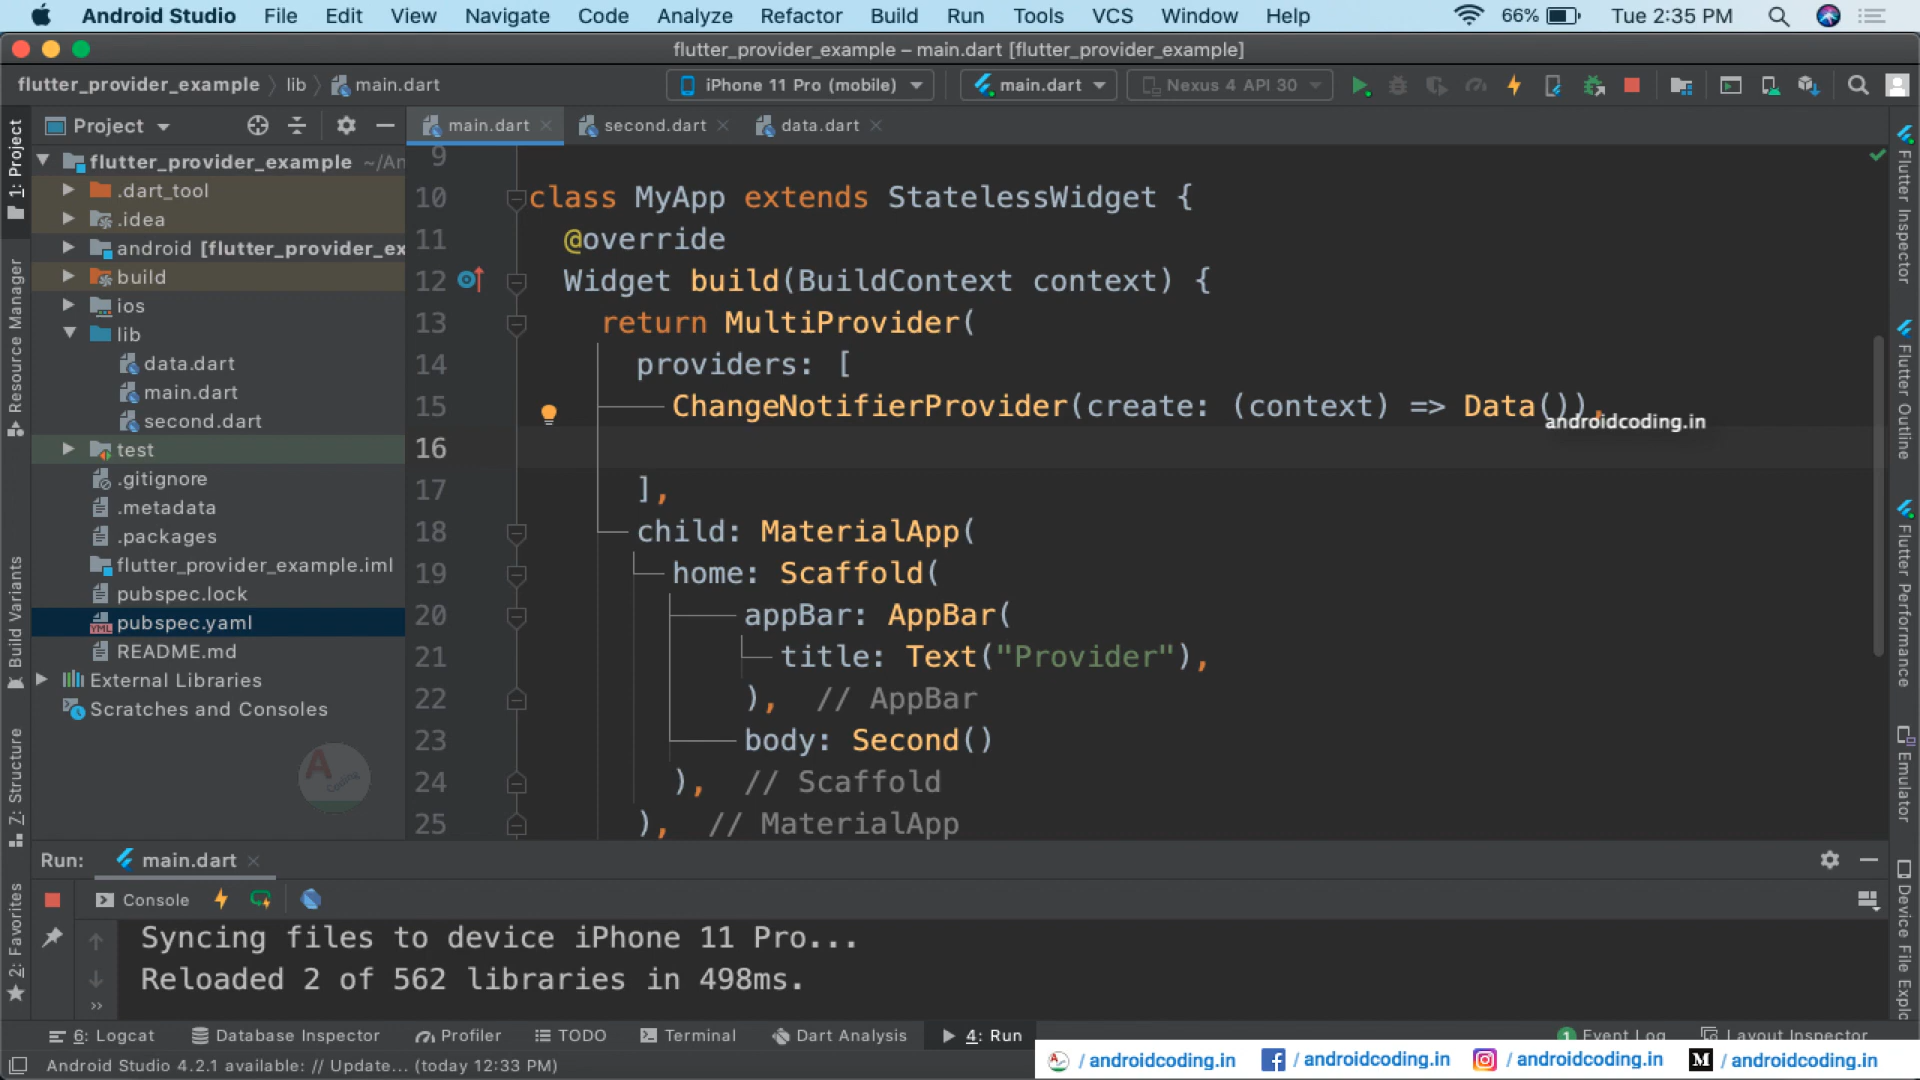 Android Studio File Edit View Navigate Code Analyze Refactor Build Run Tools VCS Window Help 66% Tue 2:35 PM
flutter_provider_example – main.dart [flutter_provider_example]
flutter_provider_example lib main.dart iPhone 11 Pro (mobile) main.dart Nexus 4 API 30
Project main.dart second.dart data.dart
1: Project
Resource Manager
Build Variants
7: Structure
2: Favorites
flutter_provider_example ~/An
.dart_tool
.idea
android [flutter_provider_ex
build
ios
lib
data.dart
main.dart
second.dart
test
.gitignore
.metadata
.packages
flutter_provider_example.iml
pubspec.lock
pubspec.yaml
README.md
External Libraries
Scratches and Consoles
A Coding
9
10 class MyApp extends StatelessWidget {
11 @override
12 Widget build(BuildContext context) {
13 return MultiProvider(
14 providers: [
15 ChangeNotifierProvider(create: (context) => Data()),
androidcoding.in
16
17 ],
18 child: MaterialApp(
19 home: Scaffold(
20 appBar: AppBar(
21 title: Text("Provider"),
22 ), // AppBar
23 body: Second()
24 ), // Scaffold
25 ), // MaterialApp
Flutter Inspector
Flutter Outline
Flutter Performance
Emulator
Device File Explo
Run: main.dart
Console
Syncing files to device iPhone 11 Pro...
Reloaded 2 of 562 libraries in 498ms.
6: Logcat Database Inspector Profiler TODO Terminal Dart Analysis 4: Run 1 Event Log Layout Inspector
Android Studio 4.2.1 available: // Update... (today 12:33 PM)
/ androidcoding.in / androidcoding.in / androidcoding.in / androidcoding.in